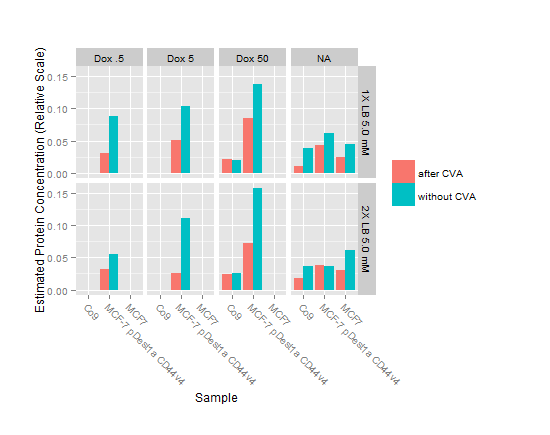 Dox .5
Dox 5
Dox 50
NA
Estimated Protein Concentration (Relative Scale)
0.15
0.10
0.05
0.00
1X LB 5.0 mM
0.15
0.10
0.05
0.00
2X LB 5.0 mM
after CVA
without CVA
Co9
MCF-7 pDest1a CD44v4
MCF7
Co9
MCF-7 pDest1a CD44v4
MCF7
Co9
MCF-7 pDest1a CD44v4
MCF7
Co9
MCF-7 pDest1a CD44v4
MCF7
Sample